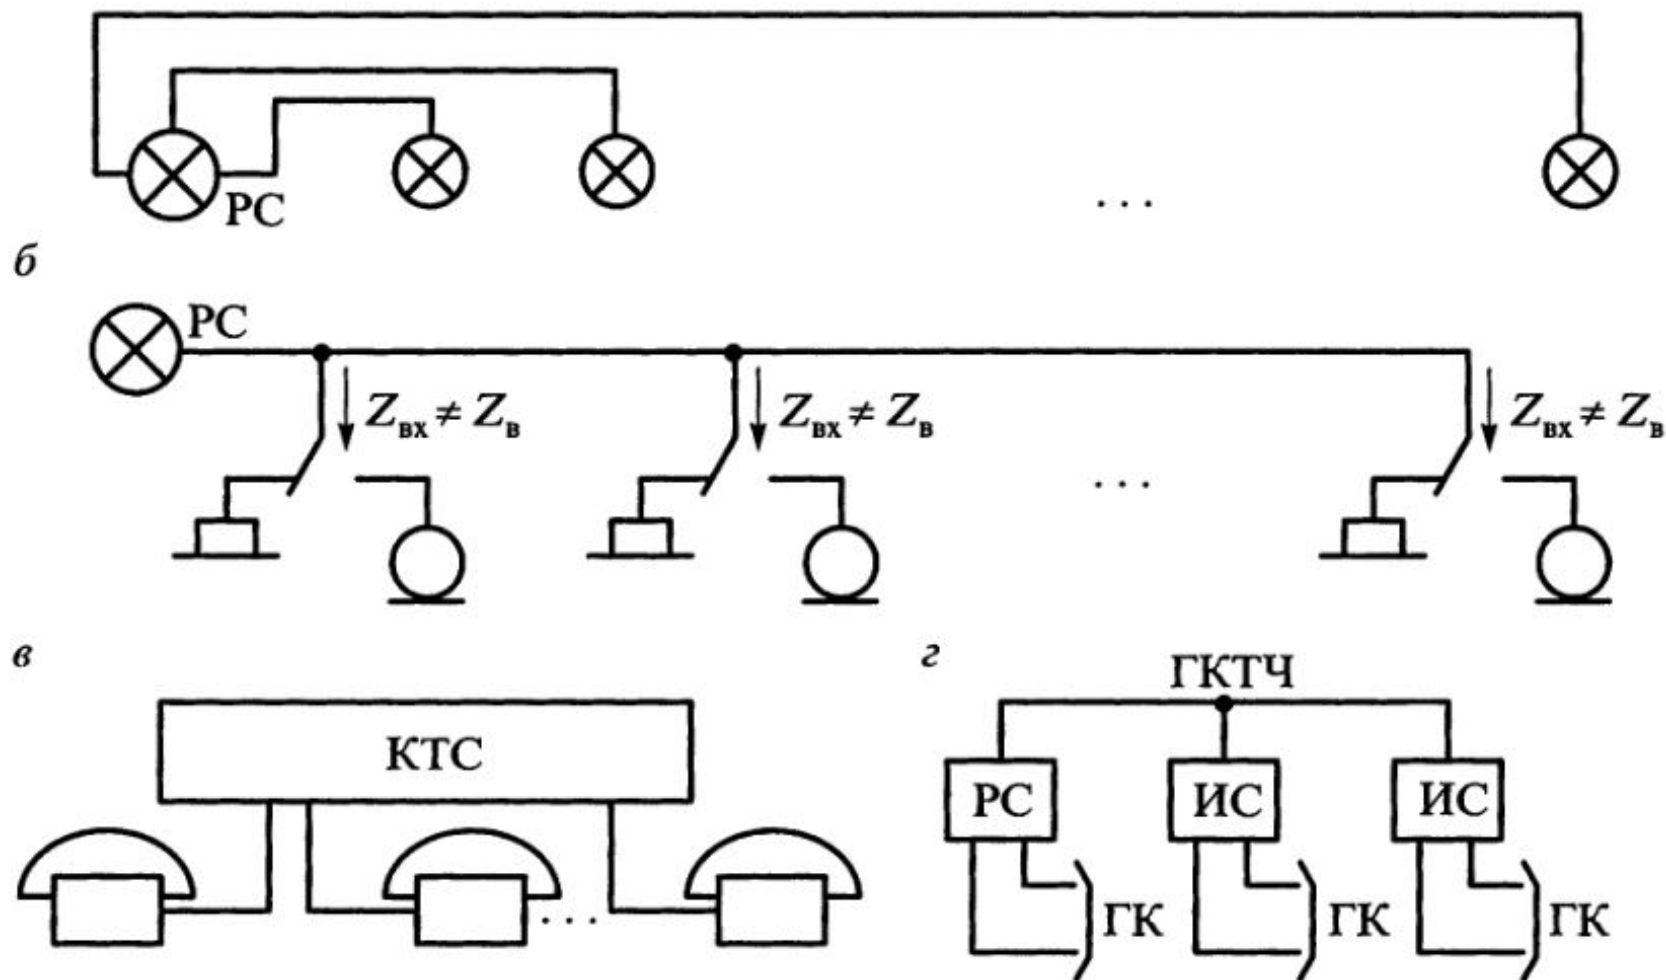 РС
...
б
РС
Zвх ≠ Zв
Zвх ≠ Zв
Zвх ≠ Zв
...
в
г
ГКТЧ
КТС
РС
ИС
ИС
...
ГК
ГК
ГК